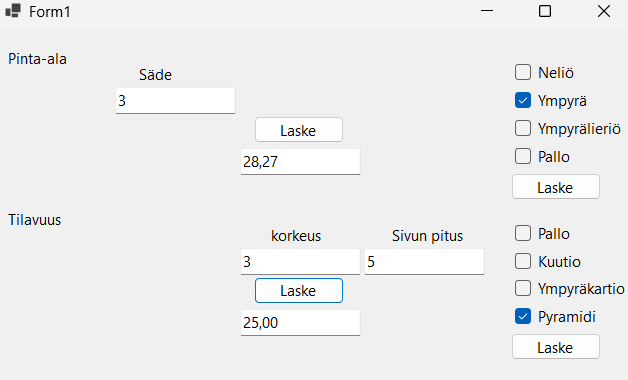 Form1
Pinta-ala
Säde
3
Laske
28,27
Neliö
Ympyrä
Ympyrälieriö
Pallo
Laske
Tilavuus
korkeus Sivun pitus
3 5
Laske
25,00
Pallo
Kuutio
Ympyräkartio
Pyramidi
Laske